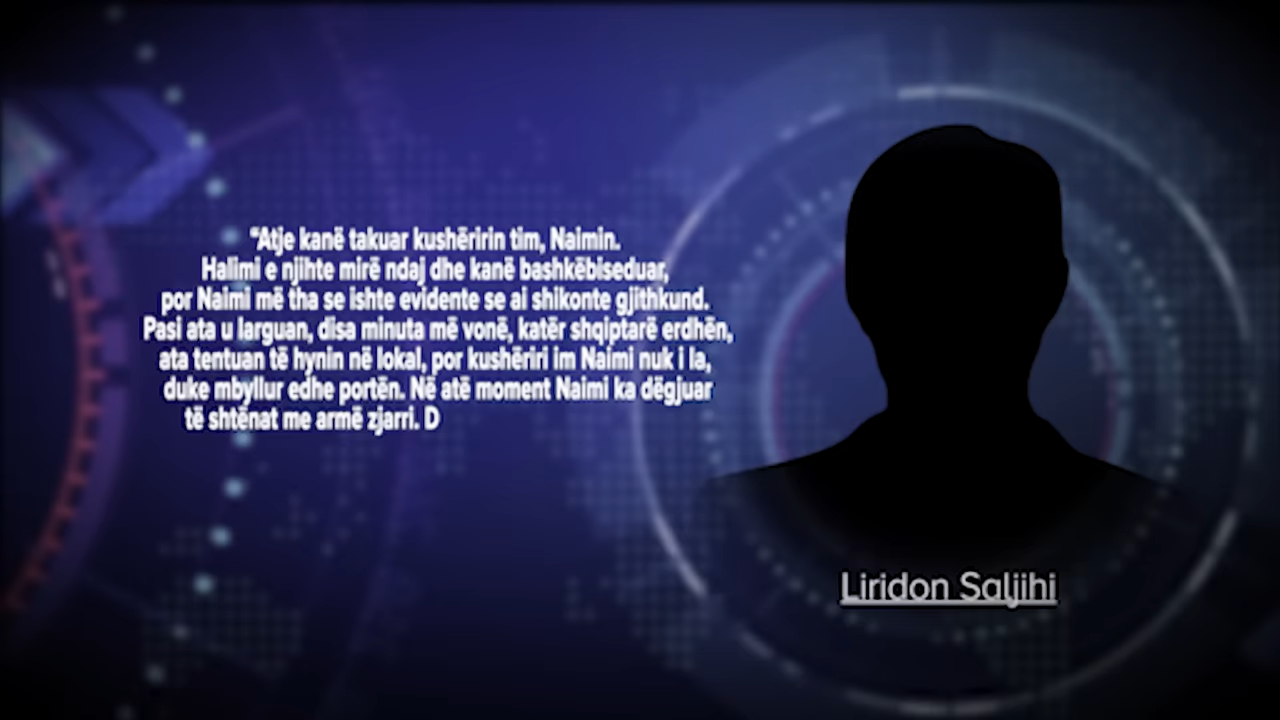 “Atje kanë takuar kushëririn tim, Naimin.
Halimi e njihte mirë ndaj dhe kanë bashkëbiseduar,
por Naimi më tha se ishte evidente se ai shikonte gjithkund.
Pasi ata u larguan, disa minuta më vonë, katër shqiptarë erdhën,
ata tentuan të hynin në lokal, por kushëriri im Naimi nuk i la,
duke mbyllur edhe portën. Në atë moment Naimi ka dëgjuar
të shtënat me armë zjarri. D
Liridon Saljihi